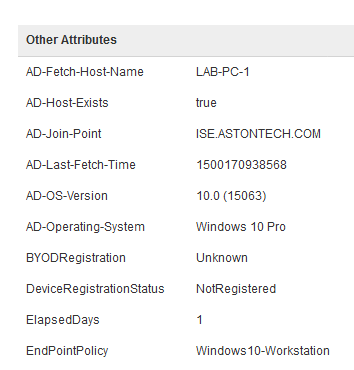 Other Attributes
AD-Fetch-Host-Name LAB-PC-1
AD-Host-Exists true
AD-Join-Point ISE.ASTONTECH.COM
AD-Last-Fetch-Time 1500170938568
AD-OS-Version 10.0 (15063)
AD-Operating-System Windows 10 Pro
BYODRegistration Unknown
DeviceRegistrationStatus NotRegistered
ElapsedDays 1
EndPointPolicy Windows10-Workstation